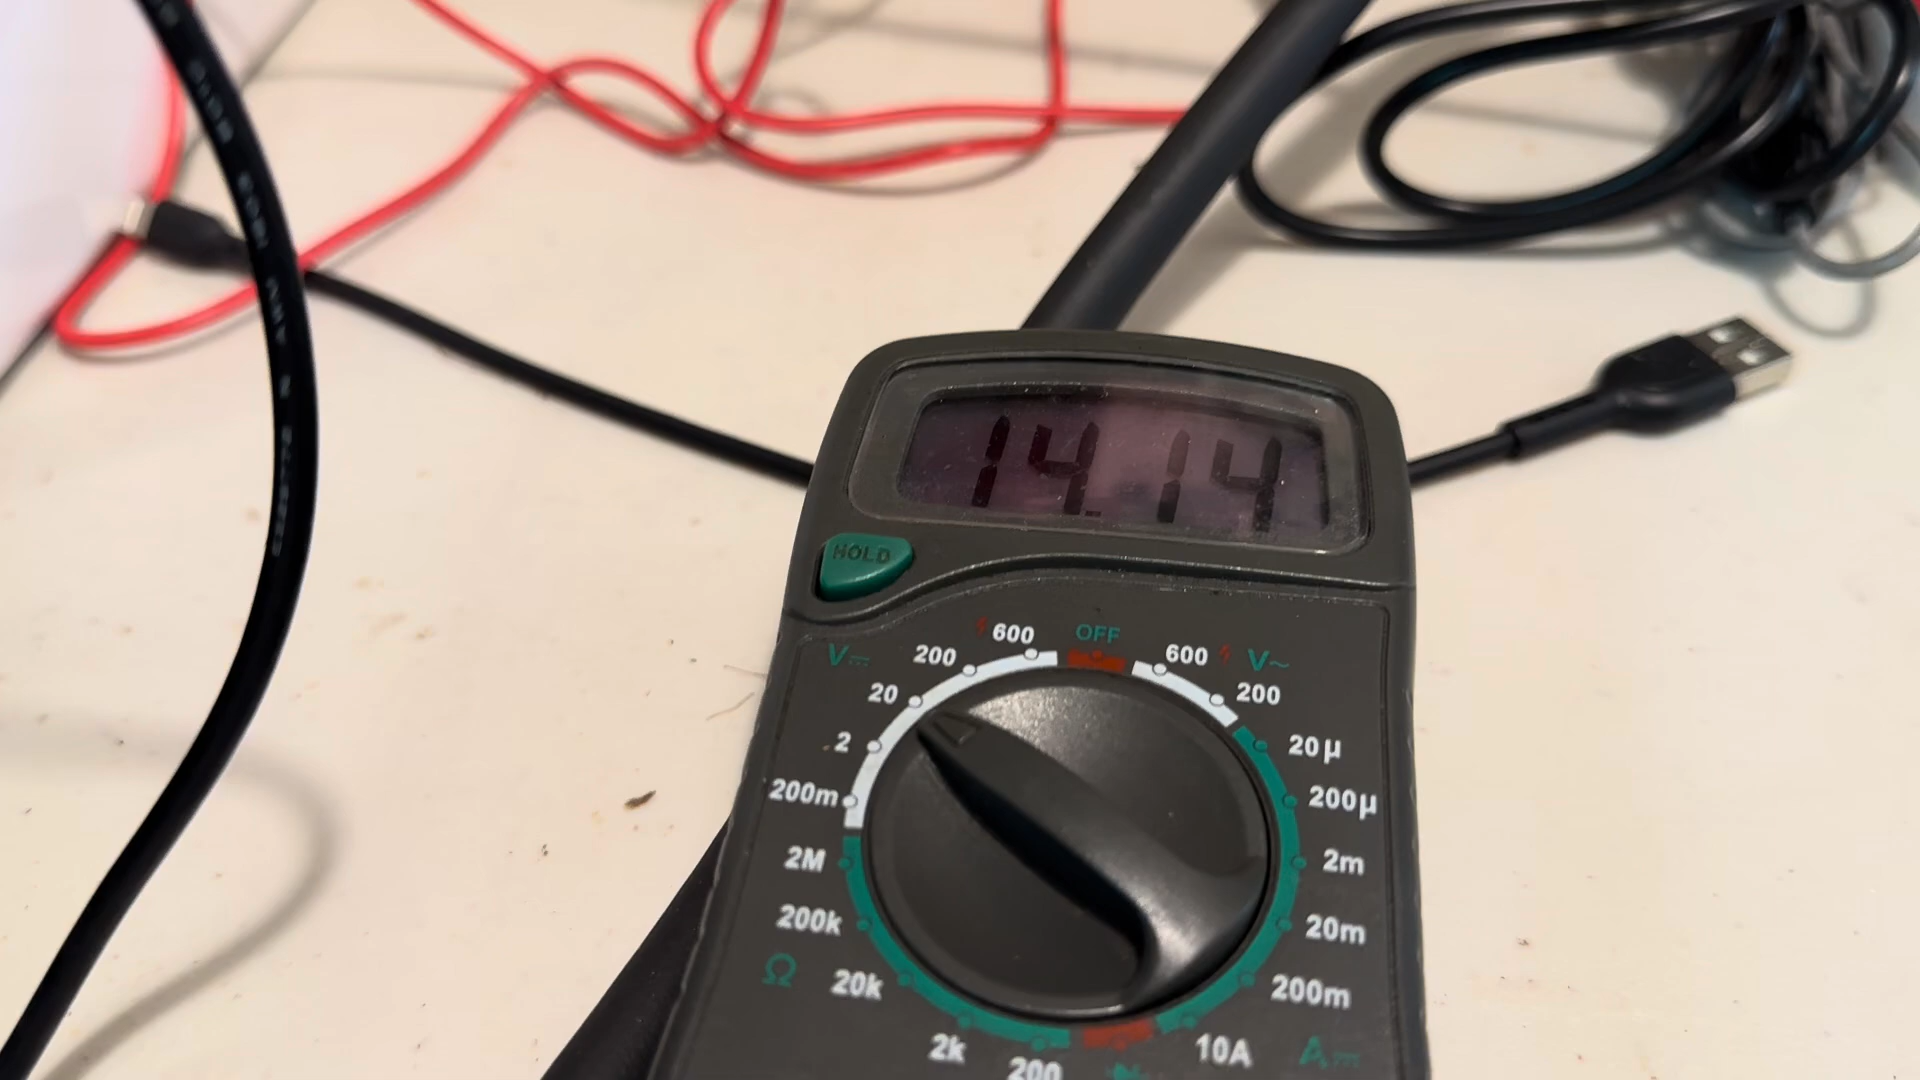 14.14
HOLD
600 OFF 600
V⎓ 200 V~
20 200
2 20µ
200m 200µ
2M 2m
200k 20m
Ω 20k 200m
2k 10A A⎓
200